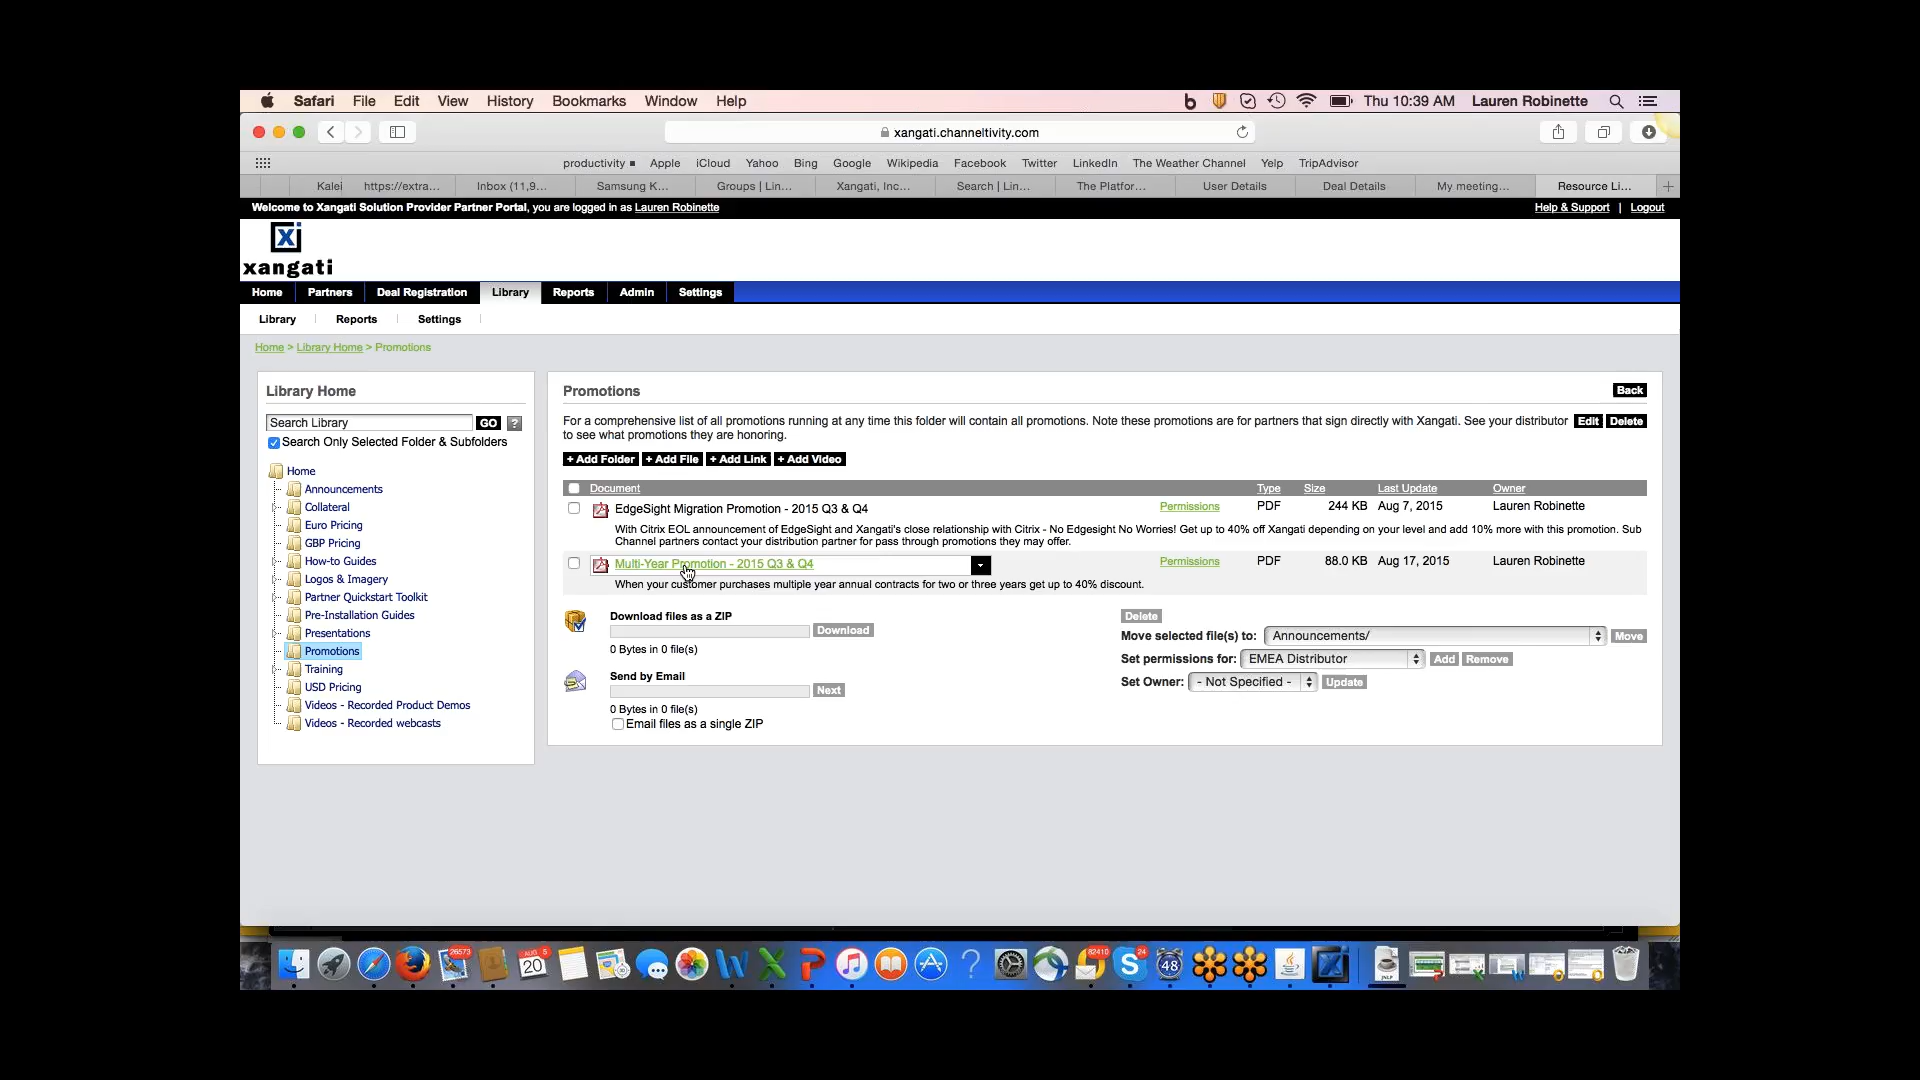 Safari File Edit View History Bookmarks Window Help Thu 10:39 AM Lauren Robinette
xangati.channeltivity.com
productivity Apple iCloud Yahoo Bing Google Wikipedia Facebook Twitter LinkedIn The Weather Channel Yelp TripAdvisor
Kalei https://extra... Inbox (11,9... Samsung K... Groups | Lin... Xangati, Inc... Search | Lin... The Platfor... User Details Deal Details My meeting... Resource Li... +
Welcome to Xangati Solution Provider Partner Portal, you are logged in as Lauren Robinette Help & Support | Logout
Xi
xangati
Home Partners Deal Registration Library Reports Admin Settings
Library Reports Settings
Home > Library Home > Promotions
Library Home
Search Library GO ?
Search Only Selected Folder & Subfolders
Home
Announcements
Collateral
Euro Pricing
GBP Pricing
How-to Guides
Logos & Imagery
Partner Quickstart Toolkit
Pre-Installation Guides
Presentations
Promotions
Training
USD Pricing
Videos - Recorded Product Demos
Videos - Recorded webcasts
Promotions Back
For a comprehensive list of all promotions running at any time this folder will contain all promotions. Note these promotions are for partners that sign directly with Xangati. See your distributor Edit Delete
to see what promotions they are honoring.
+ Add Folder + Add File + Add Link + Add Video
Document Type Size Last Update Owner
EdgeSight Migration Promotion - 2015 Q3 & Q4 Permissions PDF 244 KB Aug 7, 2015 Lauren Robinette
With Citrix EOL announcement of EdgeSight and Xangati's close relationship with Citrix - No Edgesight No Worries! Get up to 40% off Xangati depending on your level and add 10% more with this promotion. Sub
Channel partners contact your distribution partner for pass through promotions they may offer.
Multi-Year Promotion - 2015 Q3 & Q4 Permissions PDF 88.0 KB Aug 17, 2015 Lauren Robinette
When your customer purchases multiple year annual contracts for two or three years get up to 40% discount.
Download files as a ZIP
Download
0 Bytes in 0 file(s)
Send by Email
Next
0 Bytes in 0 file(s)
Email files as a single ZIP
Delete
Move selected file(s) to: Announcements/ Move
Set permissions for: EMEA Distributor Add Remove
Set Owner: - Not Specified - Update
26573 AUG 20 5 82410 24 48 JNLP